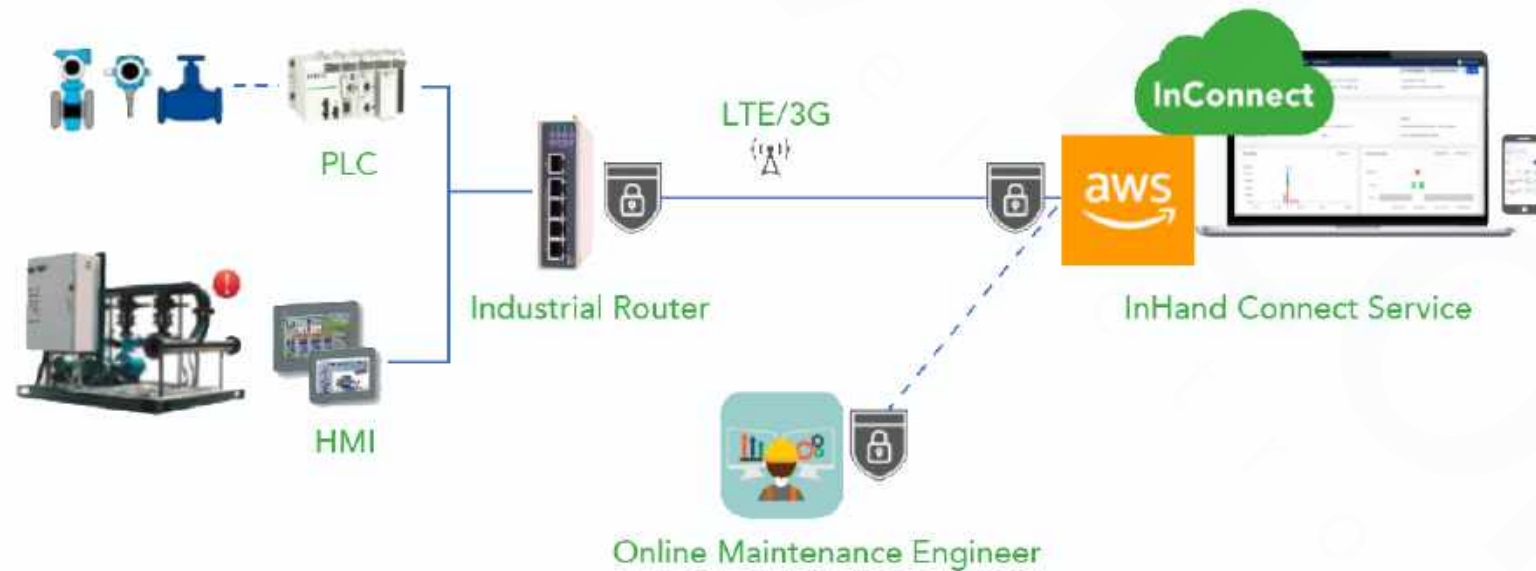 LTE/3G
InConnect
PLC
aws
Industrial Router
InHand Connect Service
HMI
Online Maintenance Engineer